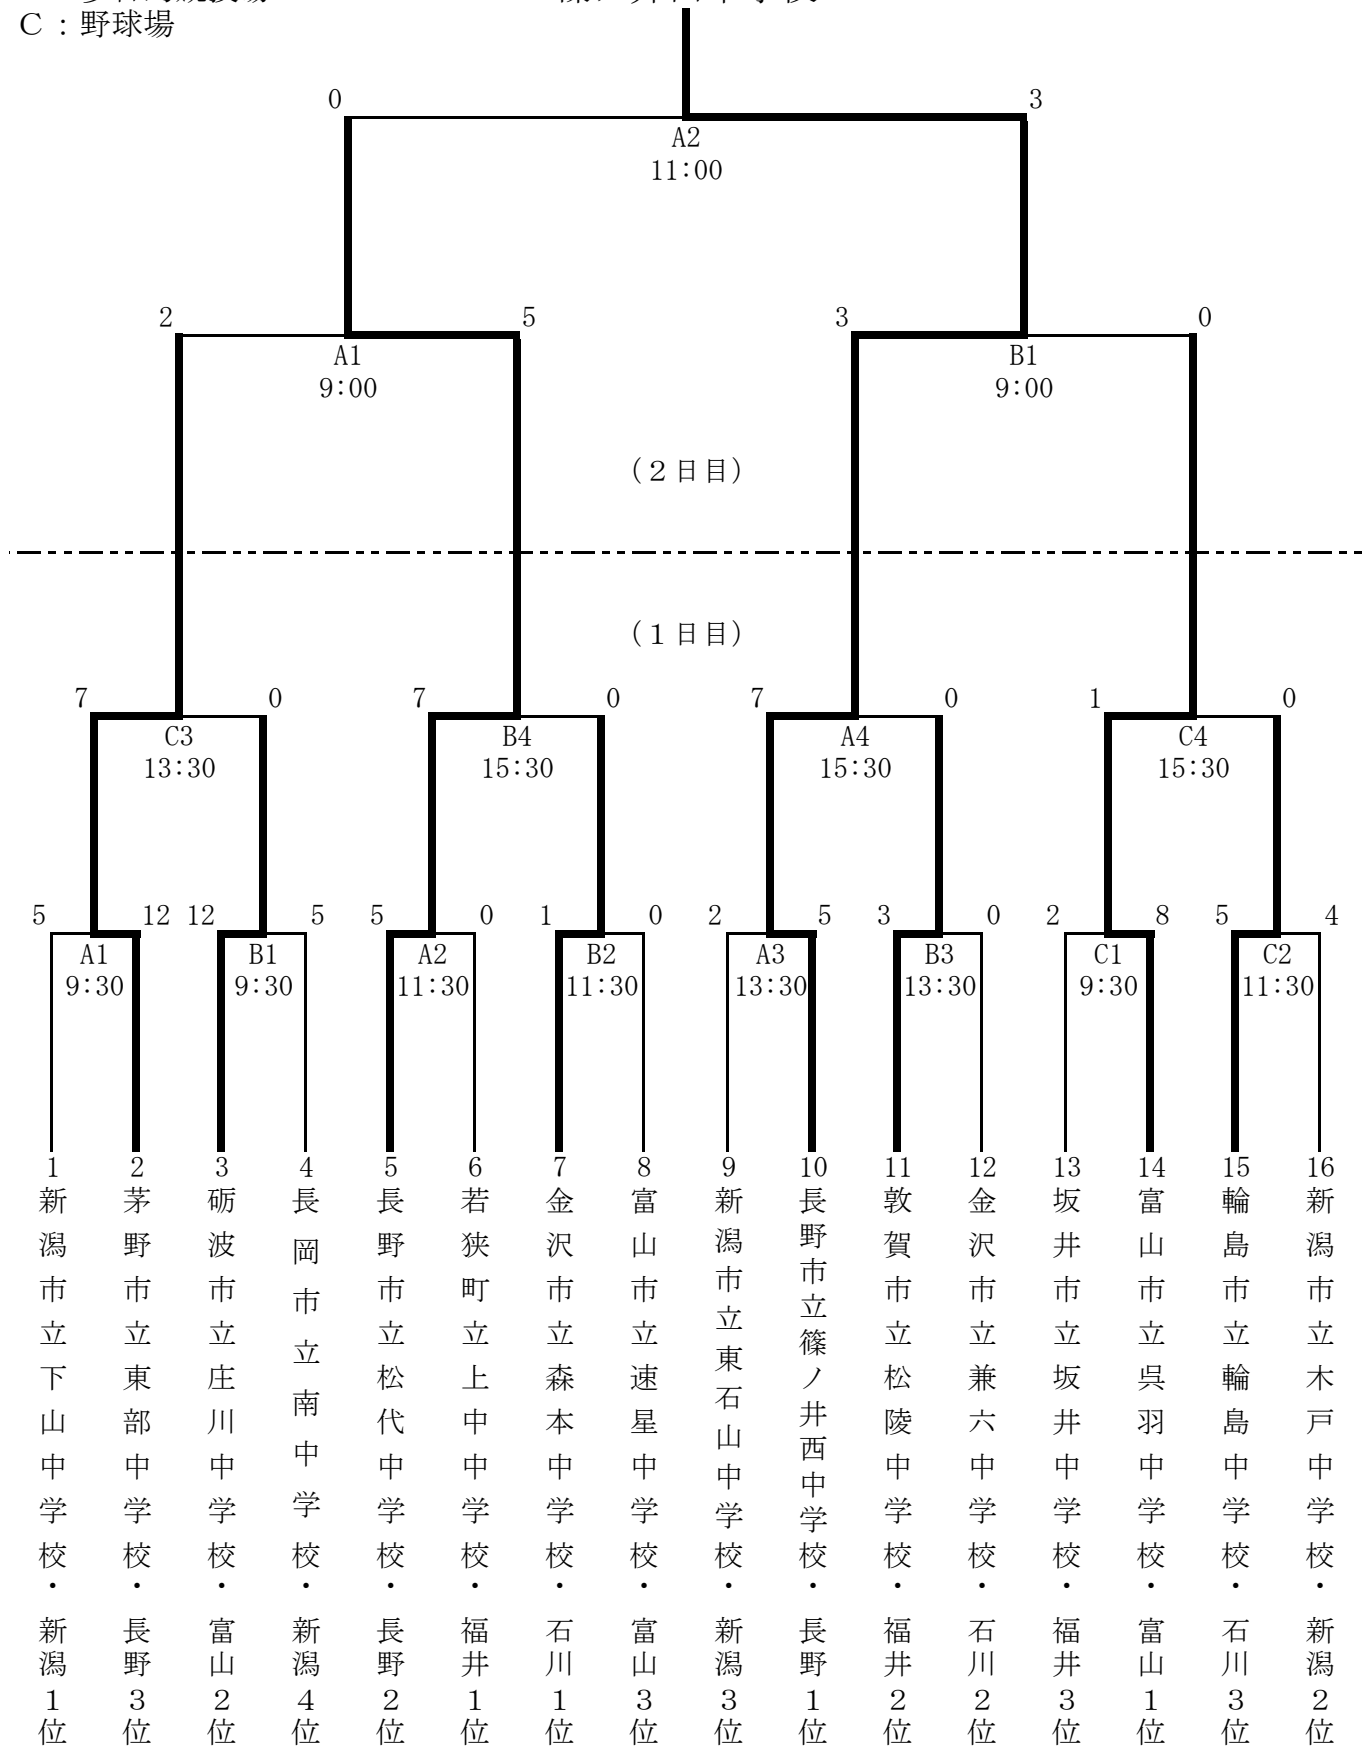 C：野球場
0 3
A2
11:00
2 5 3 0
A1 B1
9:00 9:00
（２日目）
（１日目）
7 0 7 0 7 0 1 0
C3 B4 A4 C4
13:30 15:30 15:30 15:30
5 12 12 5 5 0 1 0 2 5 3 0 2 8 5 4
A1 B1 A2 B2 A3 B3 C1 C2
9:30 9:30 11:30 11:30 13:30 13:30 9:30 11:30
1 2 3 4 5 6 7 8 9 10 11 12 13 14 15 16
新潟市立下山中学校・新潟１位
茅野市立東部中学校・長野３位
砺波市立庄川中学校・富山２位
長岡市立南中学校・新潟４位
長野市立松代中学校・長野２位
若狭町立上中中学校・福井１位
金沢市立森本中学校・石川１位
富山市立速星中学校・富山３位
新潟市立東石山中学校・新潟３位
長野市立篠ノ井西中学校・長野１位
敦賀市立松陵中学校・福井２位
金沢市立兼六中学校・石川２位
坂井市立坂井中学校・福井３位
富山市立呉羽中学校・富山１位
輪島市立輪島中学校・石川３位
新潟市立木戸中学校・新潟２位